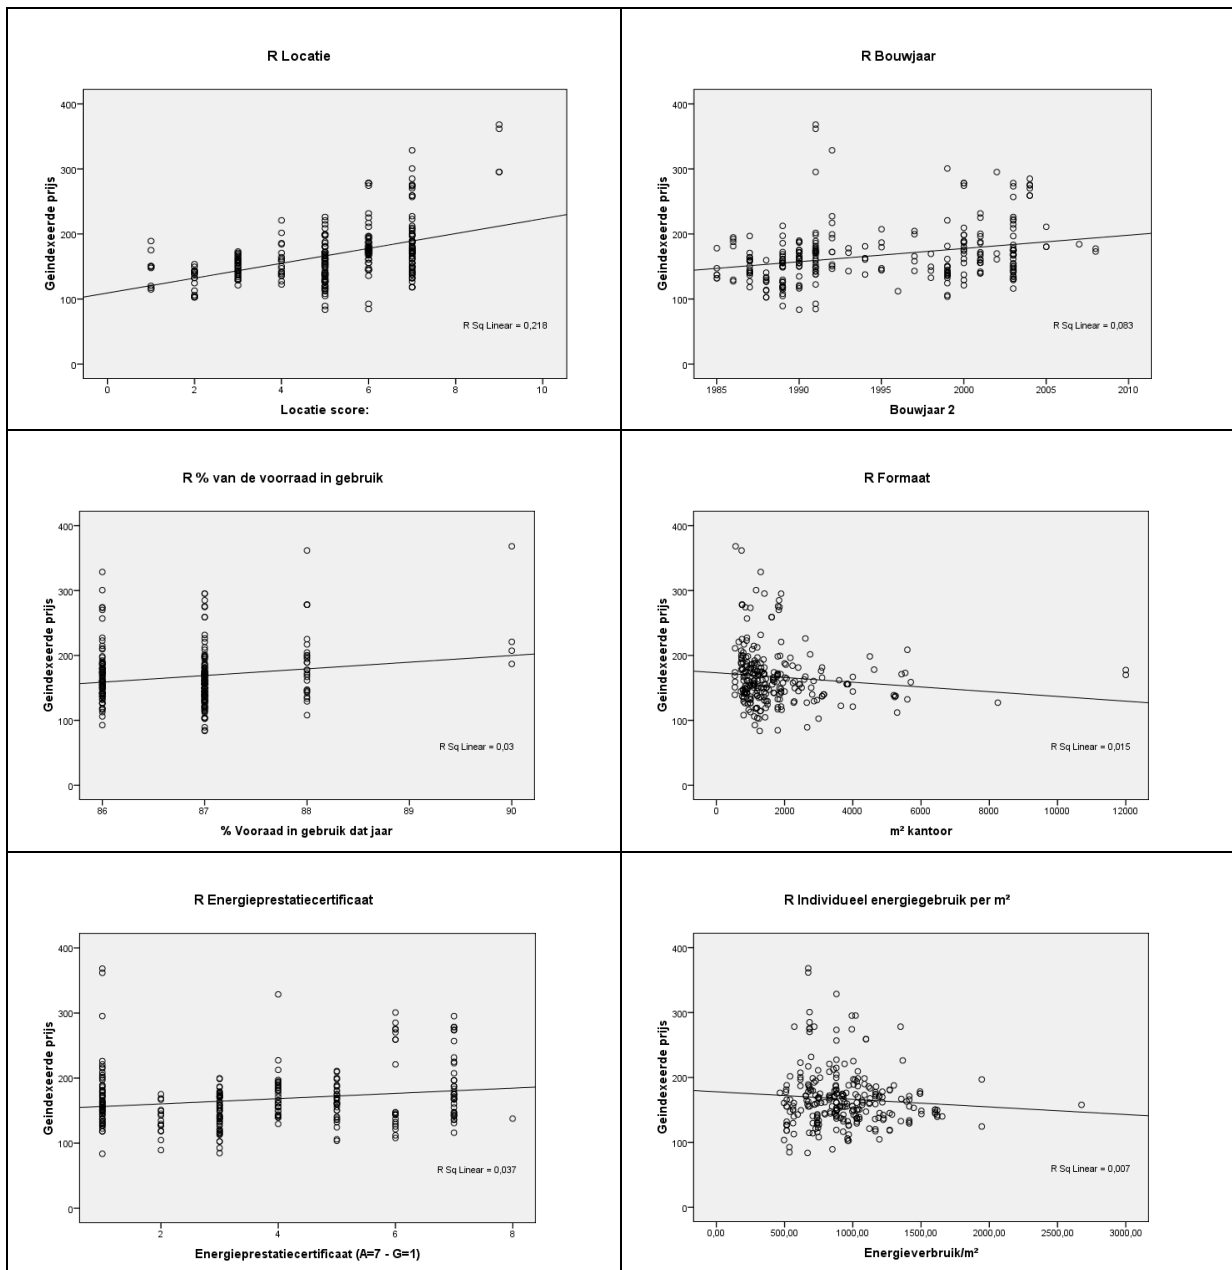 R Locatie
400
300
200
100
0
Geindexeerde prijs
R Sq Linear = 0,218
0 2 4 6 8 10
Locatie score:
R Bouwjaar
400
300
200
100
0
Geindexeerde prijs
R Sq Linear = 0,083
1985 1990 1995 2000 2005 2010
Bouwjaar 2
R % van de voorraad in gebruik
400
300
200
100
0
Geindexeerde prijs
R Sq Linear = 0,03
86 87 88 89 90
% Vooraad in gebruik dat jaar
R Formaat
400
300
200
100
0
Geindexeerde prijs
R Sq Linear = 0,015
0 2000 4000 6000 8000 10000 12000
m² kantoor
R Energieprestatiecertificaat
400
300
200
100
0
Geindexeerde prijs
R Sq Linear = 0,037
2 4 6 8
Energieprestatiecertificaat (A=7 - G=1)
R Individueel energiegebruik per m²
400
300
200
100
0
Geindexeerde prijs
R Sq Linear = 0,007
0,00 500,00 1000,00 1500,00 2000,00 2500,00 3000,00
Energieverbruik/m²